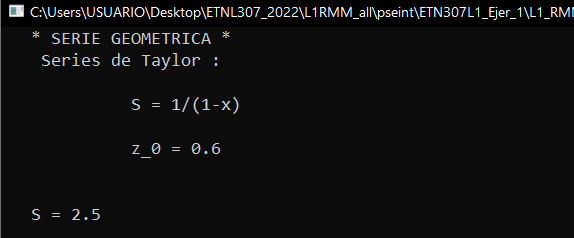 C:\Users\USUARIO\Desktop\ETNL307_2022\L1RMM_all\pseint\ETN307L1_Ejer_1\L1_RMM
* SERIE GEOMETRICA *
Series de Taylor :
S = 1/(1-x)
z_0 = 0.6
S = 2.5